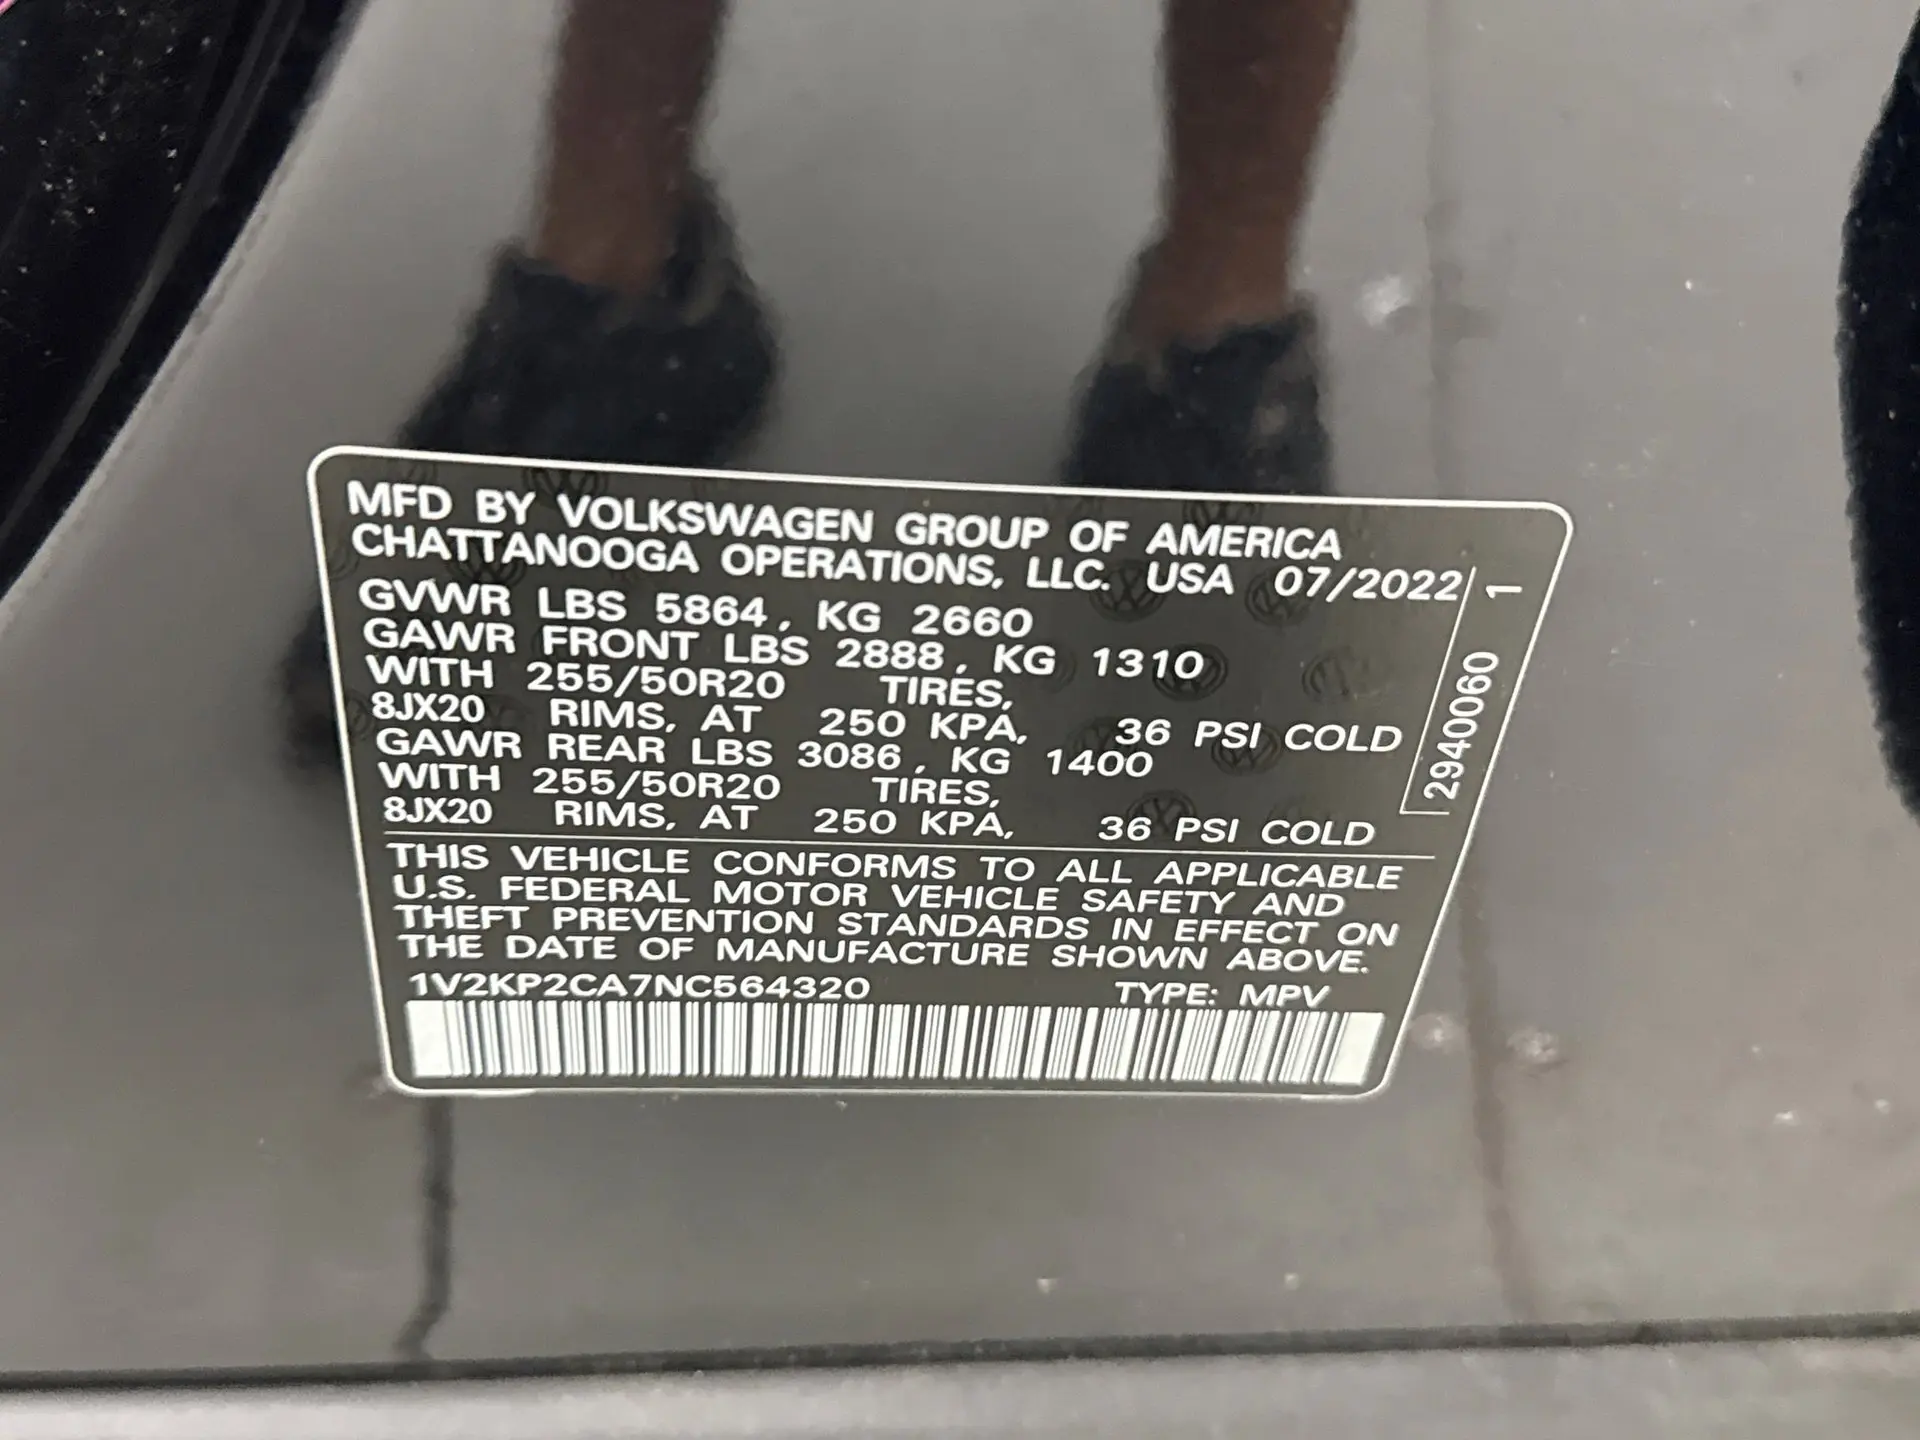 MFD BY VOLKSWAGEN GROUP OF AMERICA
CHATTANOOGA OPERATIONS, LLC. USA 07/2022
GVWR LBS 5864, KG 2660
GAWR FRONT LBS 2888, KG 1310
WITH 255/50R20 TIRES,
8JX20 RIMS, AT 250 KPA, 36 PSI COLD
GAWR REAR LBS 3086, KG 1400
WITH 255/50R20 TIRES,
8JX20 RIMS, AT 250 KPA, 36 PSI COLD
THIS VEHICLE CONFORMS TO ALL APPLICABLE
U.S. FEDERAL MOTOR VEHICLE SAFETY AND
THEFT PREVENTION STANDARDS IN EFFECT ON
THE DATE OF MANUFACTURE SHOWN ABOVE.
1V2KP2CA7NC564320 TYPE: MPV
2940060 1